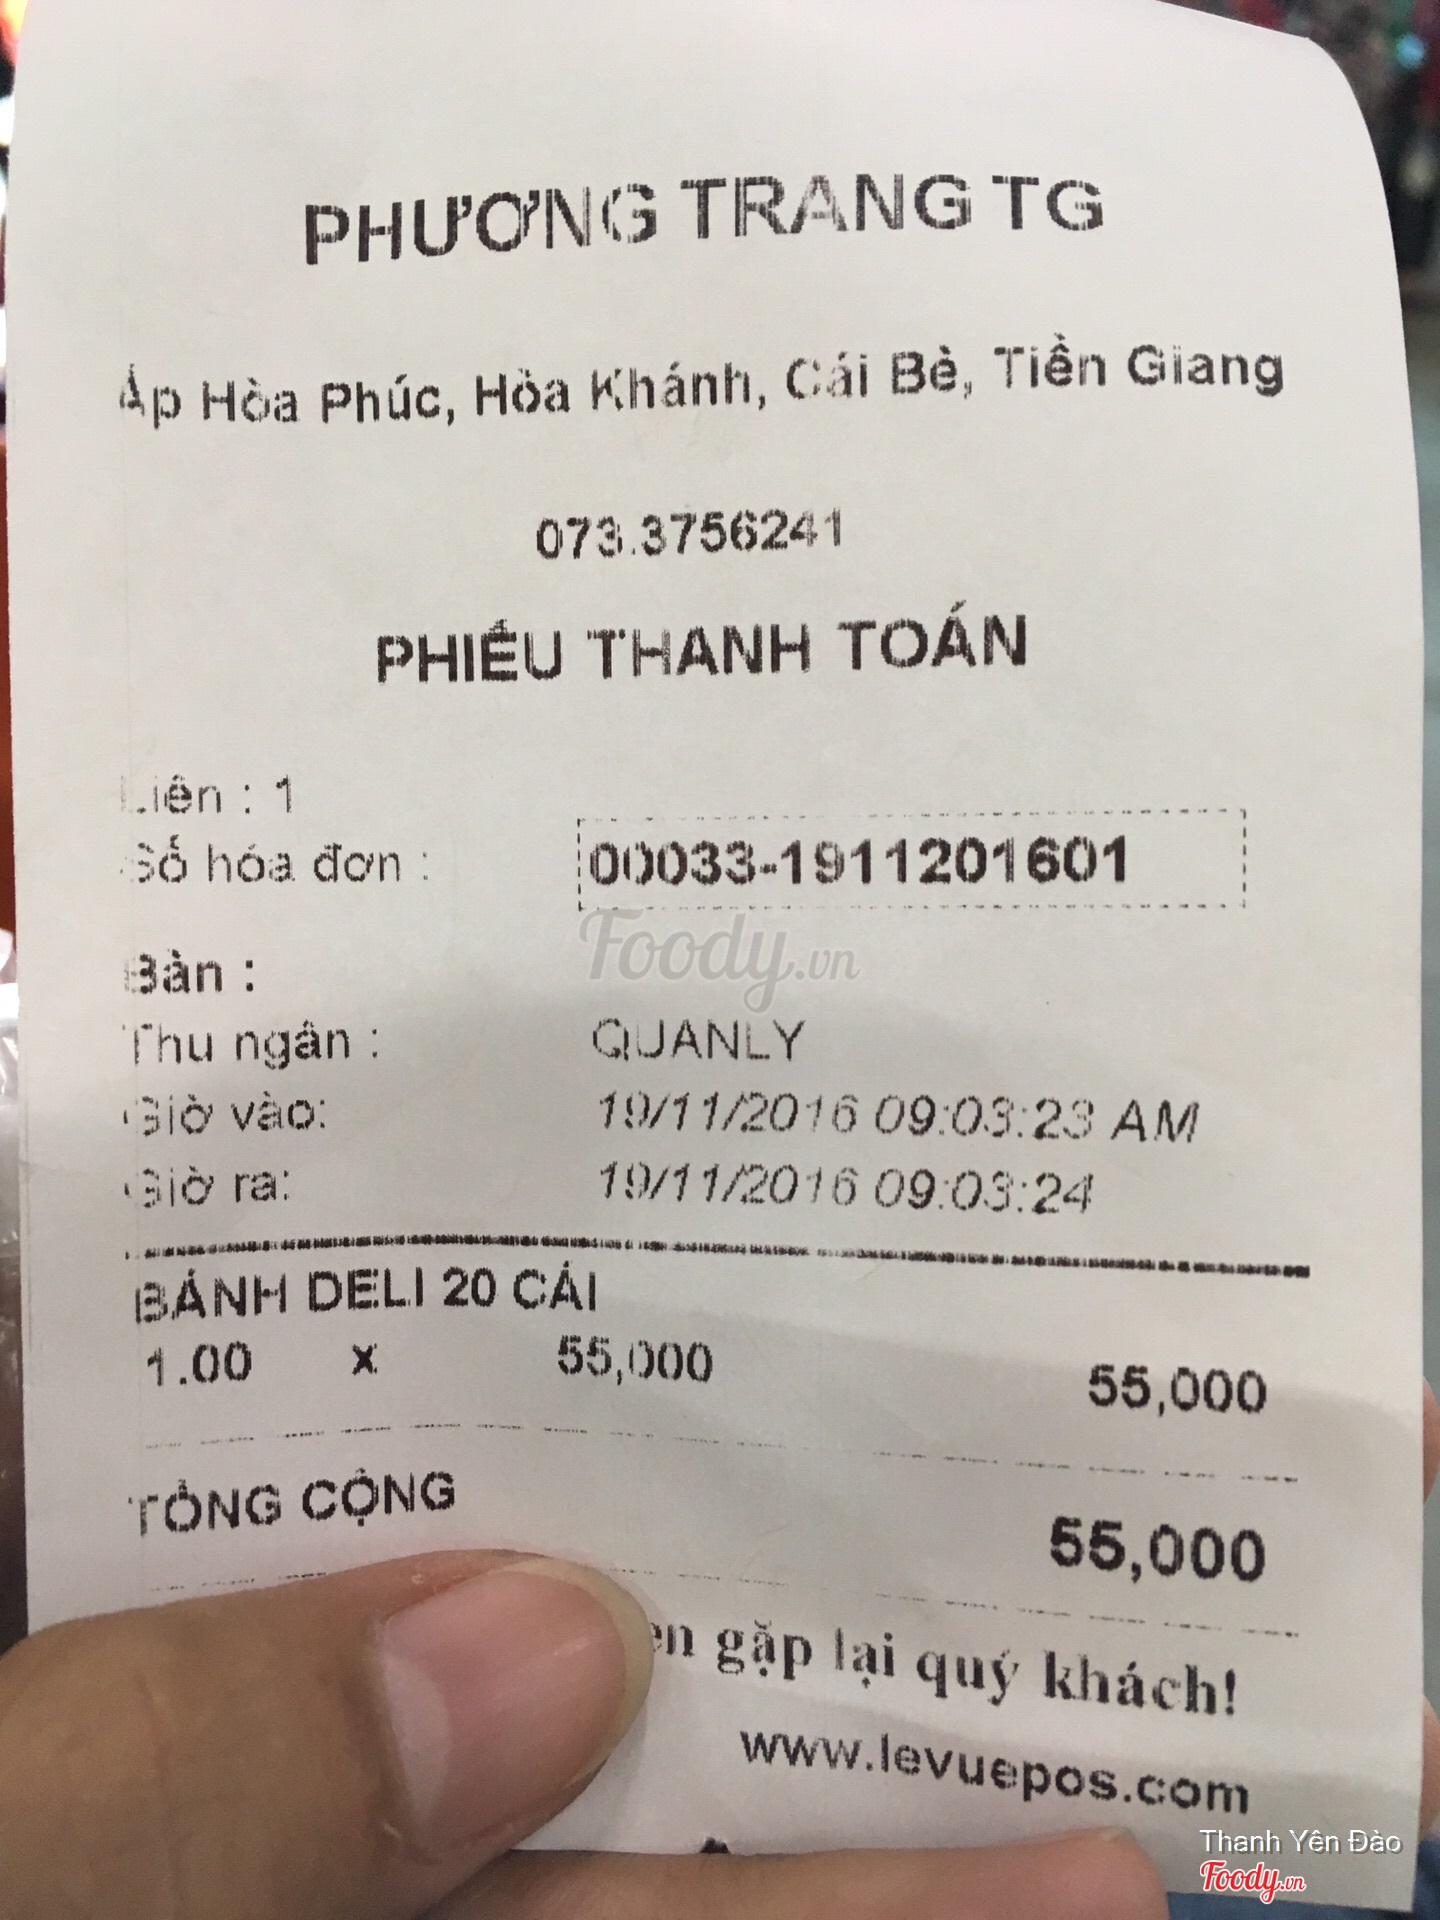 PHƯƠNG TRANG TG
Ấp Hòa Phúc, Hòa Khánh, Cái Bè, Tiền Giang
073.3756241
PHIẾU THANH TOÁN
Liên : 1
Số hóa đơn : 00033-1911201601
Foody.vn
Bàn :
Thu ngân : QUANLY
Giờ vào: 19/11/2016 09:03:23 AM
Giờ ra: 19/11/2016 09:03:24
BÁNH DELI 20 CÁI
1.00 x 55,000 55,000
TỔNG CỘNG 55,000
gặp lại quý khách!
www.levuepos.com
Thanh Yên Đào
Foody.vn